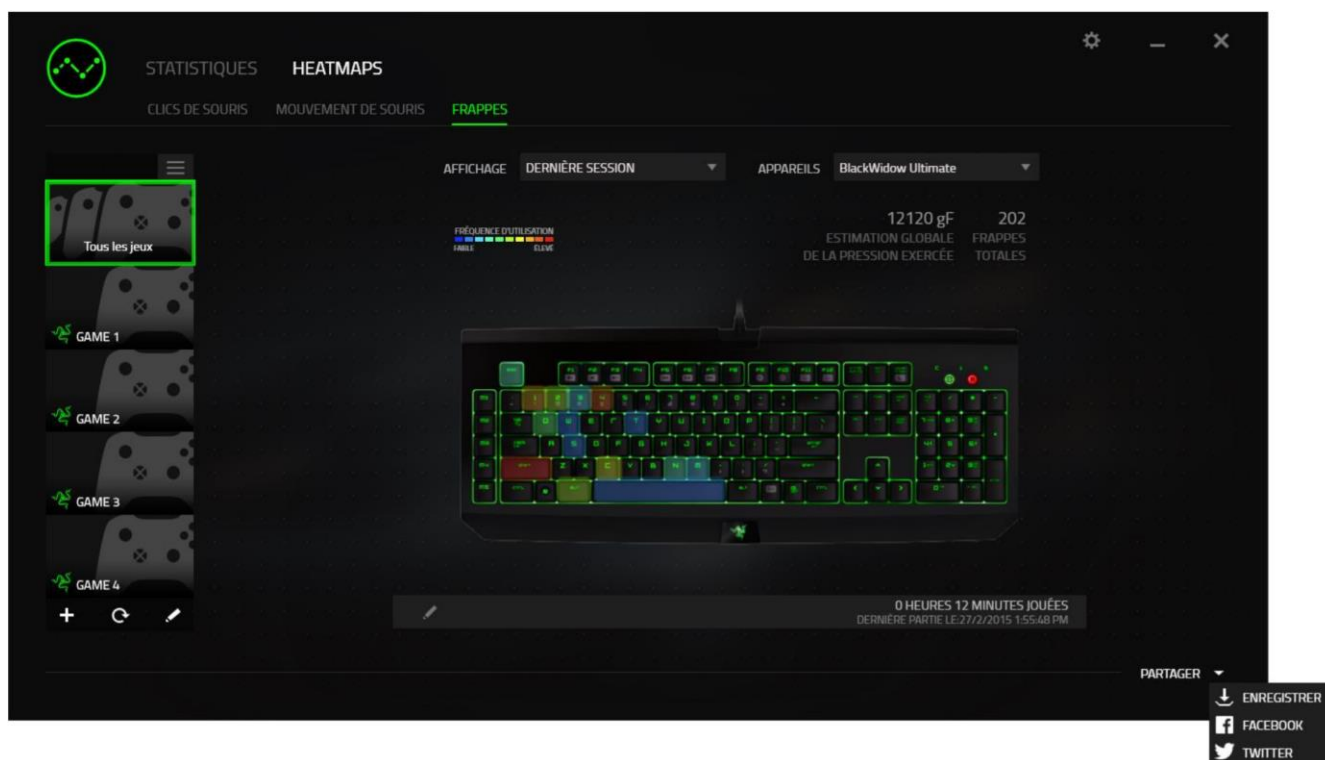 STATISTIQUES HEATMAPS
CLICS DE SOURIS MOUVEMENT DE SOURIS FRAPPES
AFFICHAGE DERNIÈRE SESSION APPAREILS BlackWidow Ultimate
12120 gF 202
FRÉQUENCE D'UTILISATION
ESTIMATION GLOBALE FRAPPES
FAIBLE ÉLEVÉ
DE LA PRESSION EXERCÉE TOTALES
Tous les jeux
GAME 1
GAME 2
GAME 3
GAME 4
0 HEURES 12 MINUTES JOUÉES
DERNIÈRE PARTIE LE:27/2/2015 1:55:48 PM
PARTAGER
ENREGISTRER
FACEBOOK
TWITTER